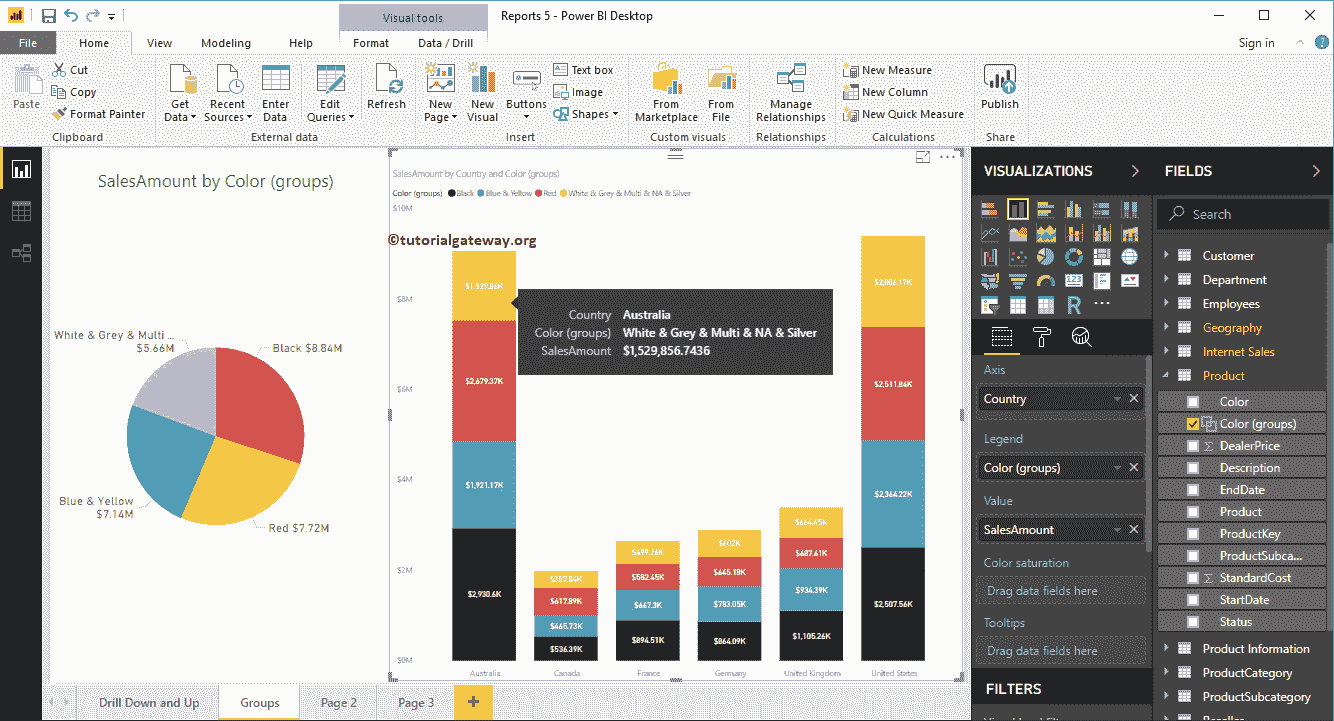 Visual tools
Reports 5 - Power BI Desktop
File Home View Modeling Help Format Data / Drill
Sign in
Paste
Cut
Copy
Format Painter
Clipboard
Get Data
Recent Sources
Enter Data
Edit Queries
Refresh
External data
New Page
New Visual
Buttons
Text box
Image
Shapes
Insert
From Marketplace
From File
Custom visuals
Manage Relationships
Relationships
New Measure
New Column
New Quick Measure
Calculations
Publish
Share
SalesAmount by Color (groups)
White & Grey & Multi ...
$5.66M
Black $8.84M
Blue & Yellow
$7.14M
Red $7.72M
SalesAmount by Country and Color (groups)
Color (groups) Black Blue & Yellow Red White & Grey & Multi & NA & Silver
$10M
©tutorialgateway.org
$8M
$6M
$4M
$2M
$0M
$1,529.86K
$2,679.37K
$1,921.17K
$2,930.6K
Australia
$357.84K
$617.89K
$465.73K
$536.39K
Canada
$499.76K
$582.45K
$667.3K
$894.51K
France
$602K
$645.18K
$783.05K
$864.09K
Germany
$664.45K
$687.61K
$934.39K
$1,105.26K
United Kingdom
$2,006.17K
$2,511.84K
$2,364.22K
$2,507.56K
United States
Country Australia
Color (groups) White & Grey & Multi & NA & Silver
SalesAmount $1,529,856.7436
VISUALIZATIONS
123
R
...
Axis
Country
Legend
Color (groups)
Value
SalesAmount
Color saturation
Drag data fields here
Tooltips
Drag data fields here
FILTERS
FIELDS
Search
Customer
Department
Employees
Geography
Internet Sales
Product
Color
Color (groups)
Σ DealerPrice
Description
EndDate
Product
ProductKey
ProductSubca...
Σ StandardCost
StartDate
Status
Product Information
ProductCategory
ProductSubcategory
Drill Down and Up Groups Page 2 Page 3 +